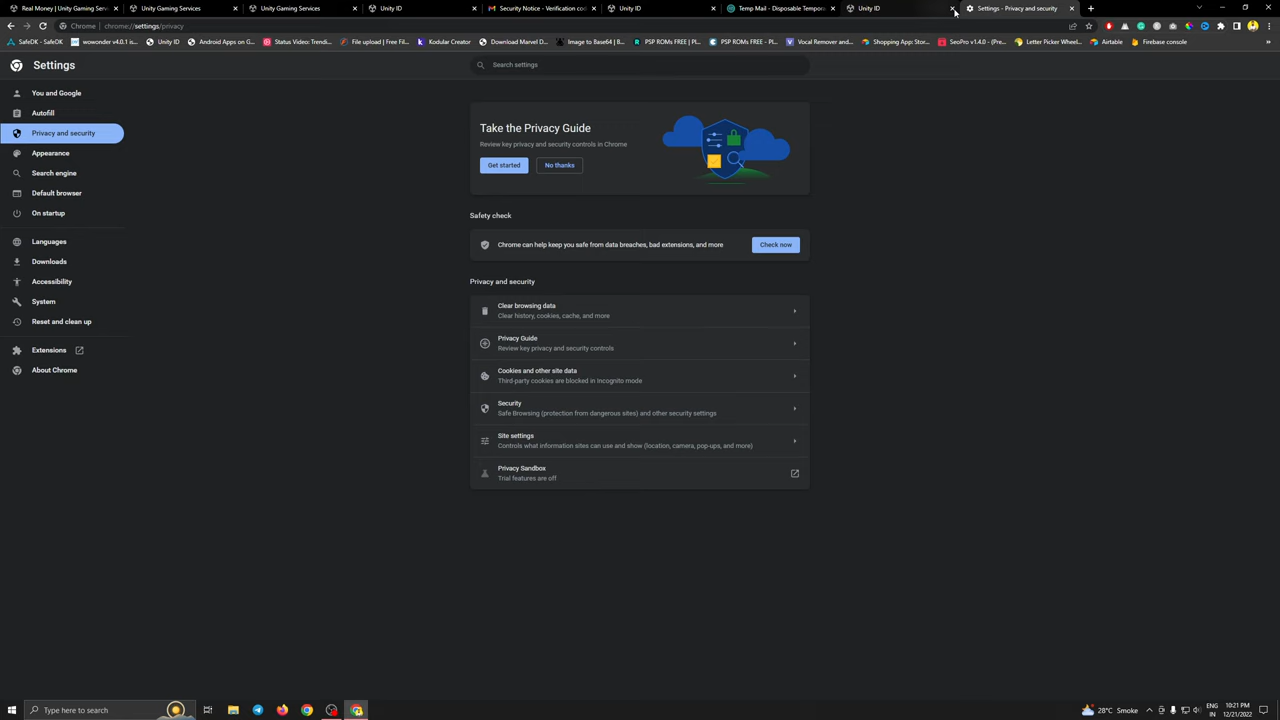 Real Money | Unity Gaming Serv
Unity Gaming Services
Unity Gaming Services
Unity ID
Security Notice - Verification cod
Unity ID
Temp Mail - Disposable Tempora
Unity ID
Settings - Privacy and security
Chrome | chrome://settings/privacy
SafeDK - SafeDK
wowonder v4.0.1 is...
Unity ID
Android Apps on G...
Status Video: Trendi...
File upload | Free Fil...
Kodular Creator
Download Marvel D...
Image to Base64 | B...
PSP ROMs FREE | Pl...
PSP ROMs FREE - Pl...
Vocal Remover and...
Shopping App: Stor...
SeoPro v1.4.0 - (Pre...
Letter Picker Wheel...
Airtable
Firebase console
Settings
Search settings
You and Google
Autofill
Privacy and security
Appearance
Search engine
Default browser
On startup
Languages
Downloads
Accessibility
System
Reset and clean up
Extensions
About Chrome
Take the Privacy Guide
Review key privacy and security controls in Chrome
Get started
No thanks
Safety check
Chrome can help keep you safe from data breaches, bad extensions, and more
Check now
Privacy and security
Clear browsing data
Clear history, cookies, cache, and more
Privacy Guide
Review key privacy and security controls
Cookies and other site data
Third-party cookies are blocked in Incognito mode
Security
Safe Browsing (protection from dangerous sites) and other security settings
Site settings
Controls what information sites can use and show (location, camera, pop-ups, and more)
Privacy Sandbox
Trial features are off
Type here to search
28°C Smoke
ENG
IN
10:21 PM
12/21/2022